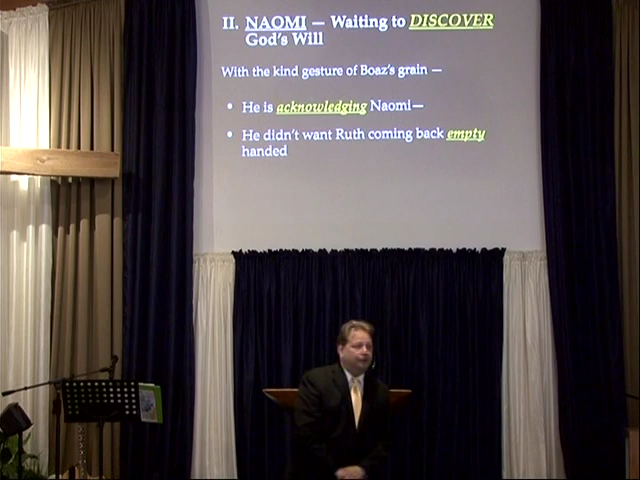 II. NAOMI — Waiting to DISCOVER
God's Will
With the kind gesture of Boaz's grain —
• He is acknowledging Naomi—
• He didn't want Ruth coming back empty
handed